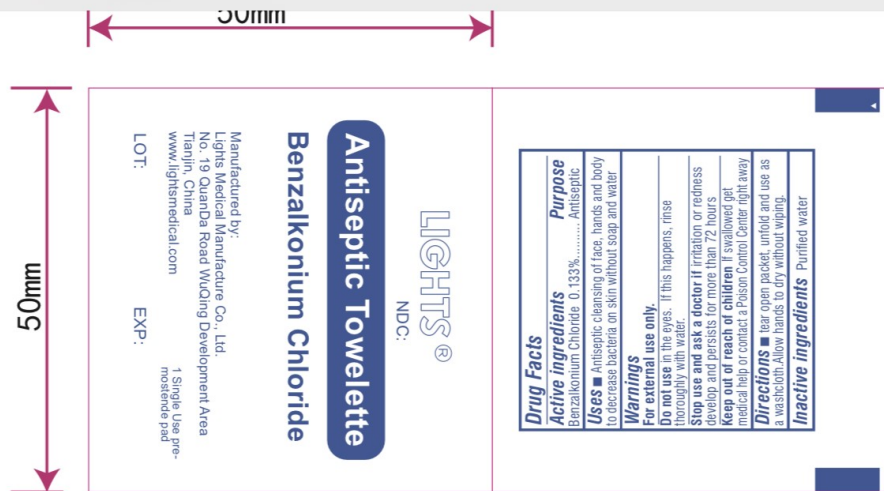 50mm
50mm
LIGHTS®
NDC:
Antiseptic Towelette
Benzalkonium Chloride
Manufactured by:
Lights Medical Manufacture Co., Ltd.
No. 19 QuanDa Road WuQing Development Area
Tianjin, China
www.lightsmedical.com
LOT:
EXP:
1 Single Use pre-
mostende pad
Drug Facts
Active ingredients Purpose
Benzalkonium Chloride 0.133%......... Antiseptic
Uses ■ Antiseptic cleansing of face, hands and body
to decrease bacteria on skin without soap and water
Warnings
For external use only.
Do not use in the eyes. If this happens, rinse
thoroughly with water.
Stop use and ask a doctor if irritation or redness
develop and persists for more than 72 hours
Keep out of reach of children If swallowed get
medical help or contact a Poison Control Center right away
Directions ■ tear open packet, unfold and use as
a washcloth.Allow hands to dry without wiping.
Inactive ingredients Purified water